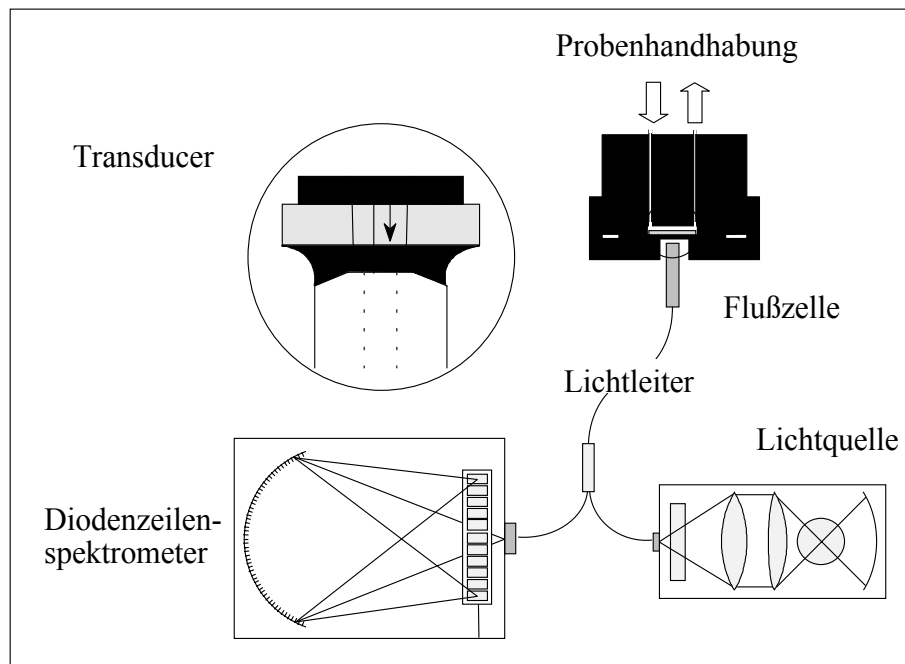 Probenhandhabung
Transducer
Flußzelle
Lichtleiter
Lichtquelle
Diodenzeilen-
spektrometer